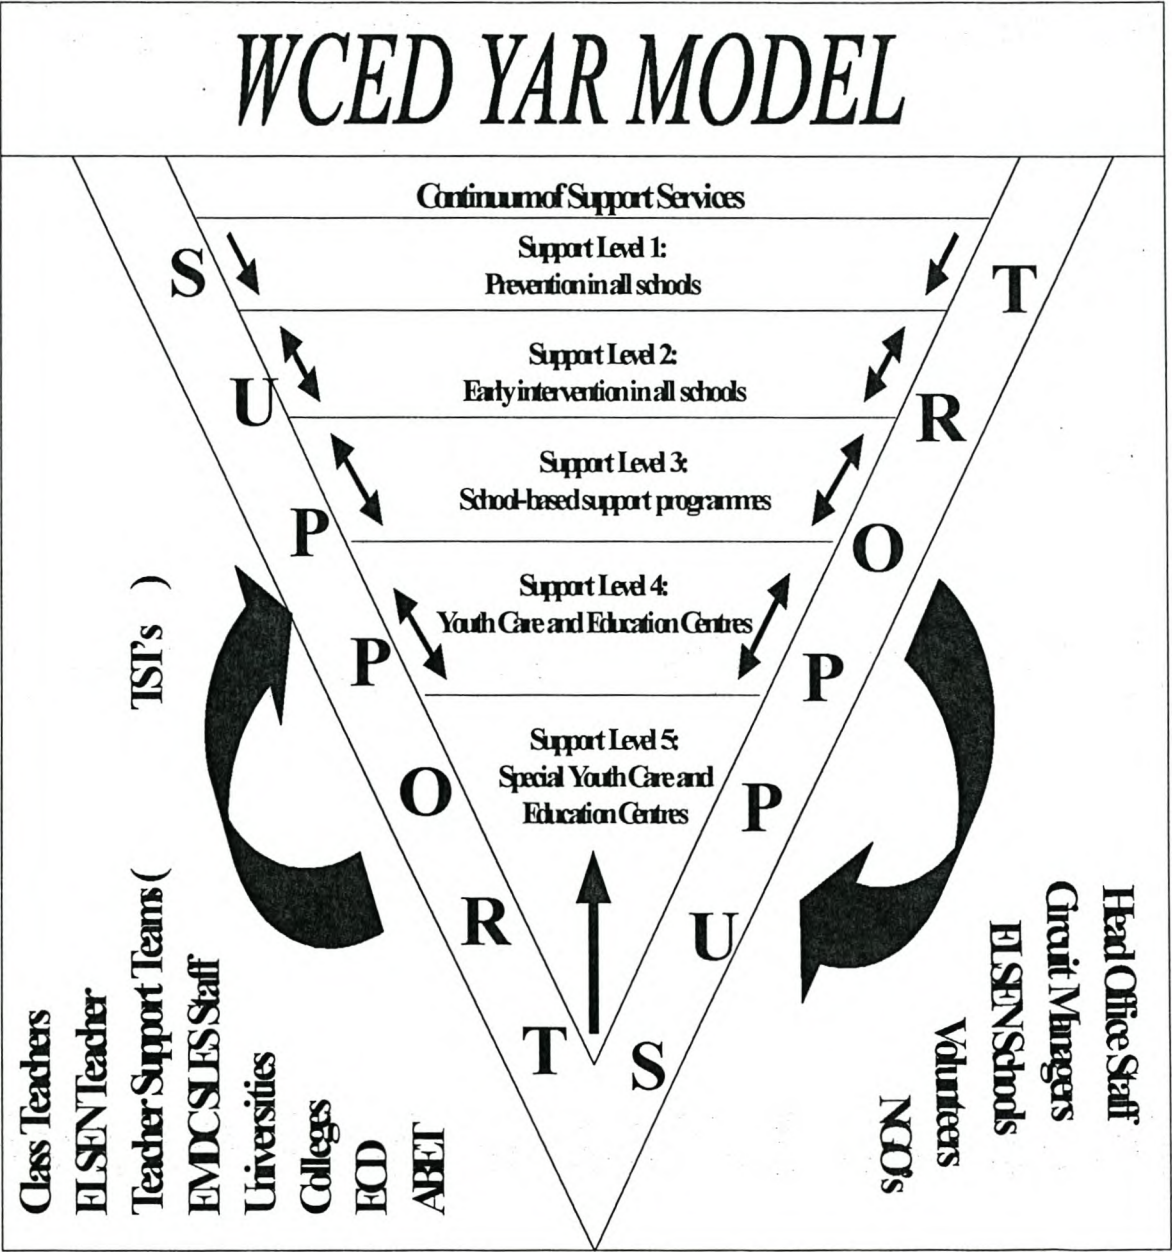 WCED YAR MODEL
Continuum of Support Services
Support Level 1:
Prevention in all schools
Support Level 2:
Early intervention in all schools
Support Level 3:
School-based support programmes
Support Level 4:
Youth Care and Education Centres
Support Level 5:
Special Youth Care and
Education Centres
SUPPORT
SUPPORT
Class Teachers
ELSEN Teacher
Teacher Support Teams ( TST's )
EMDC SLES Staff
Universities
Colleges
ECD
ABET
Head Office Staff
Circuit Managers
ELSEN Schools
Volunteers
NGO's